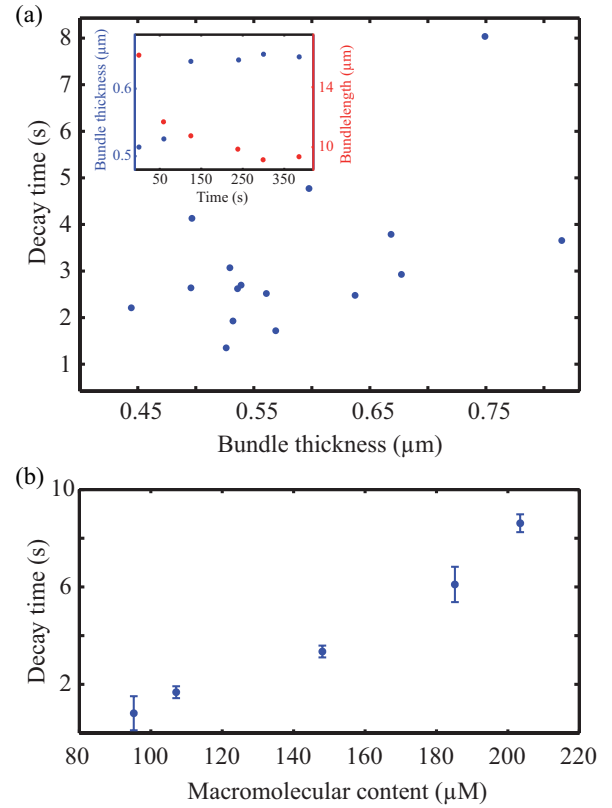 (a)
8
7
6
5
4
3
2
1
Decay time (s)
0.45 0.55 0.65 0.75
Bundle thickness (µm)
Bundle thickness (µm)
0.6
0.5
14
10
Bundlelength (µm)
50 150 250 350
Time (s)
(b)
10
6
2
Decay time (s)
80 100 120 140 160 180 200 220
Macromolecular content (µM)